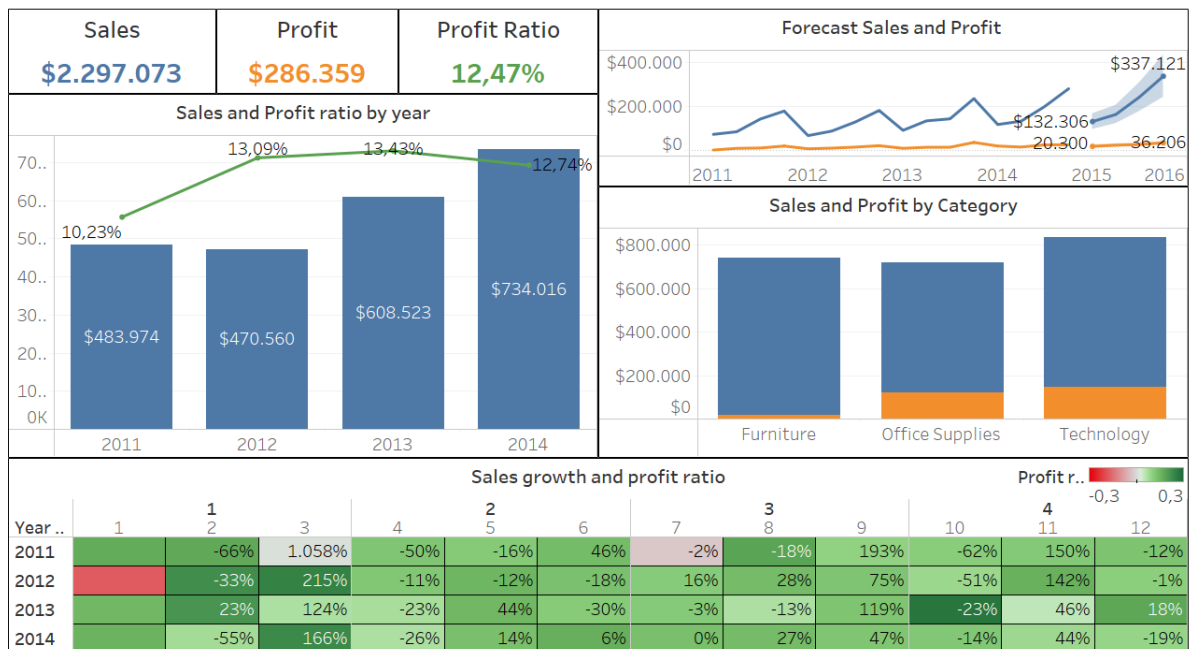 Sales Profit Profit Ratio
$2.297.073 $286.359 12,47%
Sales and Profit ratio by year
70..
60..
50..
40..
30..
20..
10..
0K
10,23% 13,09% 13,43% 12,74%
$483.974 $470.560 $608.523 $734.016
2011 2012 2013 2014
Forecast Sales and Profit
$400.000
$200.000
$0
$337.121
$132.306
20.300 36.206
2011 2012 2013 2014 2015 2016
Sales and Profit by Category
$800.000
$600.000
$400.000
$200.000
$0
Furniture Office Supplies Technology
Sales growth and profit ratio
Profit r..
-0,3 0,3
1 2 3 4
Year .. 1 2 3 4 5 6 7 8 9 10 11 12
2011 -66% 1.058% -50% -16% 46% -2% -18% 193% -62% 150% -12%
2012 -33% 215% -11% -12% -18% 16% 28% 75% -51% 142% -1%
2013 23% 124% -23% 44% -30% -3% -13% 119% -23% 46% 18%
2014 -55% 166% -26% 14% 6% 0% 27% 47% -14% 44% -19%